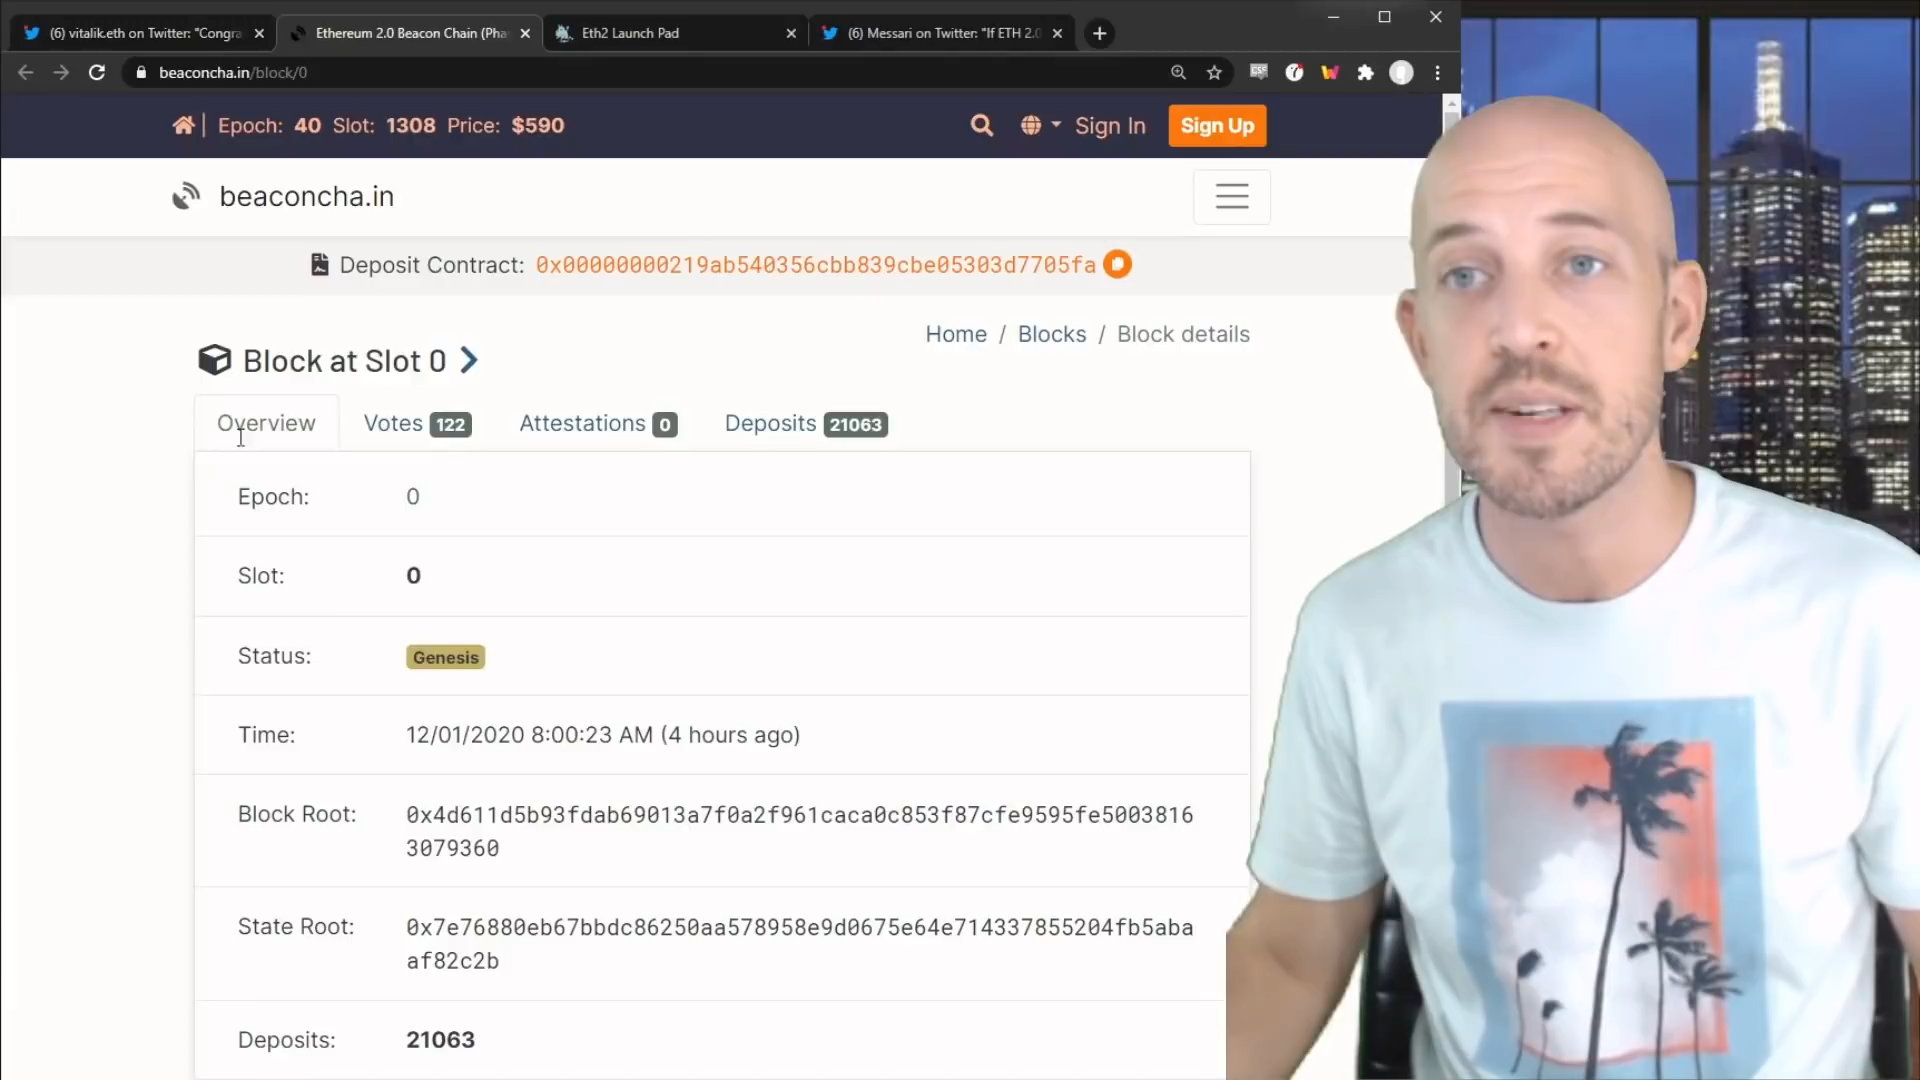 (6) vitalik.eth on Twitter: "Congra
Ethereum 2.0 Beacon Chain (Pha
Eth2 Launch Pad
(6) Messari on Twitter: "If ETH 2.0
beaconcha.in/block/0
Epoch: 40 Slot: 1308 Price: $590
Sign In
Sign Up
beaconcha.in
Deposit Contract: 0x00000000219ab540356cbb839cbe05303d7705fa
Home / Blocks / Block details
Block at Slot 0
Overview
Votes 122
Attestations 0
Deposits 21063
Epoch: 0
Slot: 0
Status: Genesis
Time: 12/01/2020 8:00:23 AM (4 hours ago)
Block Root: 0x4d611d5b93fdab69013a7f0a2f961caca0c853f87cfe9595fe5003816
3079360
State Root: 0x7e76880eb67bbdc86250aa578958e9d0675e64e714337855204fb5aba
af82c2b
Deposits: 21063